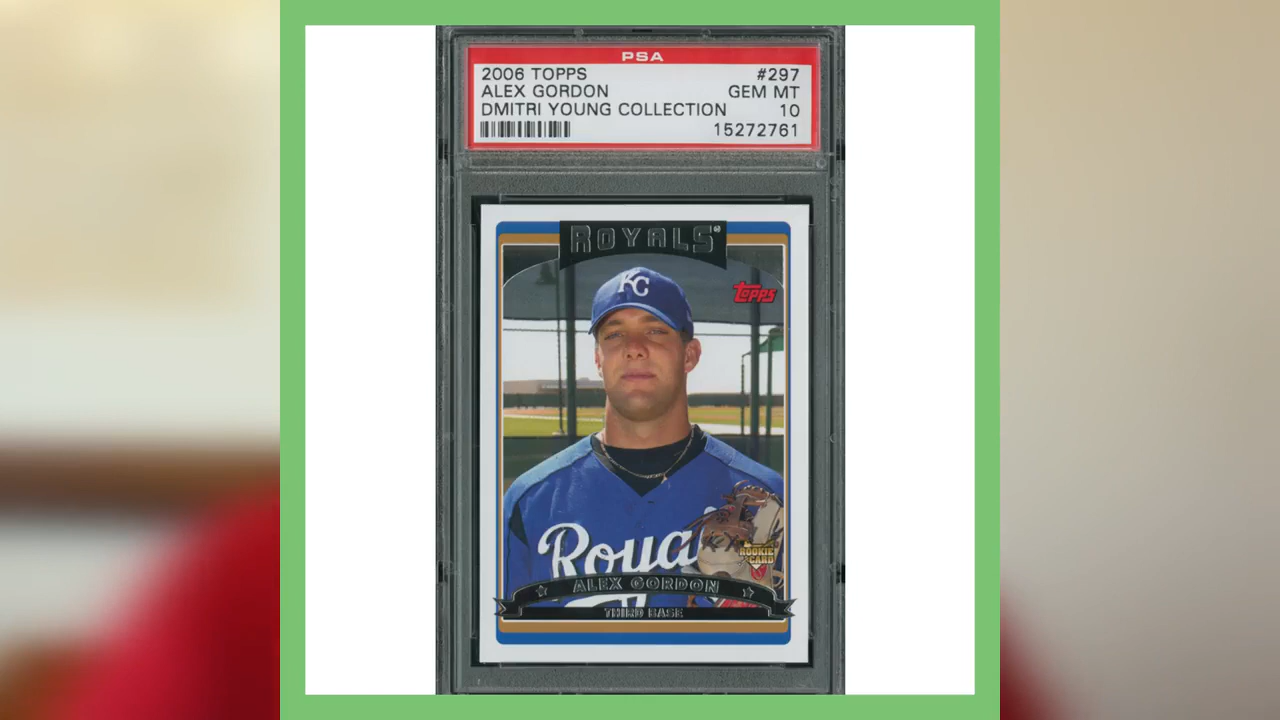 PSA
2006 TOPPS #297
ALEX GORDON GEM MT
DMITRI YOUNG COLLECTION 10
15272761
ROYALS
KC
Topps
Royal
ROOKIE CARD
ALEX GORDON
THIRD BASE